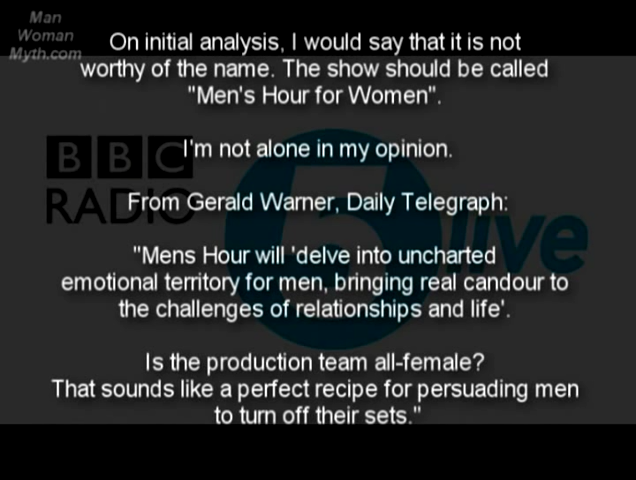 Man
Woman
Myth.com
On initial analysis, I would say that it is not
worthy of the name. The show should be called
"Men's Hour for Women".
I'm not alone in my opinion.
From Gerald Warner, Daily Telegraph:
"Mens Hour will 'delve into uncharted
emotional territory for men, bringing real candour to
the challenges of relationships and life'.
Is the production team all-female?
That sounds like a perfect recipe for persuading men
to turn off their sets."
BBC
RADIO
5
live